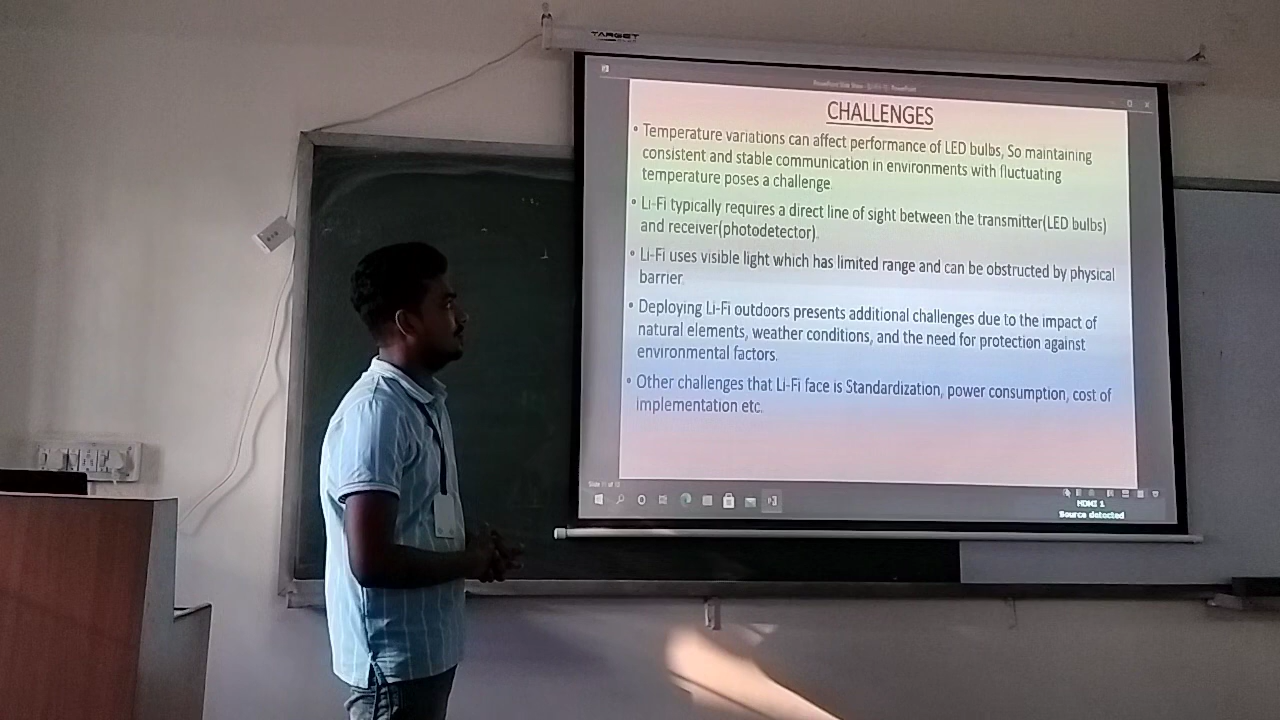 TARGET
CHALLENGES
• Temperature variations can affect performance of LED bulbs, So maintaining
consistent and stable communication in environments with fluctuating
temperature poses a challenge.
• Li-Fi typically requires a direct line of sight between the transmitter(LED bulbs)
and receiver(photodetector).
• Li-Fi uses visible light which has limited range and can be obstructed by physical
barrier.
• Deploying Li-Fi outdoors presents additional challenges due to the impact of
natural elements, weather conditions, and the need for protection against
environmental factors.
• Other challenges that Li-Fi face is Standardization, power consumption, cost of
implementation etc.
HDMI 1
Source detected